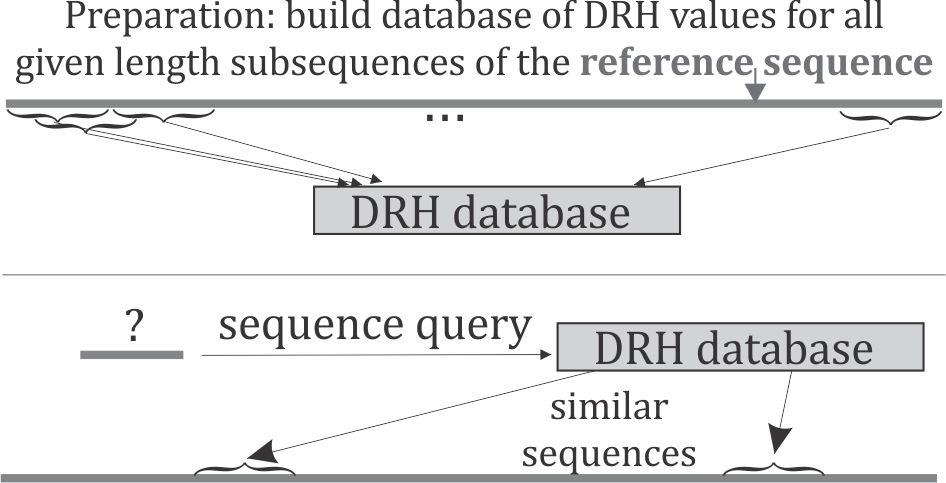 Preparation: build database of DRH values for all
given length subsequences of the reference sequence
...
DRH database
?
sequence query
DRH database
similar
sequences